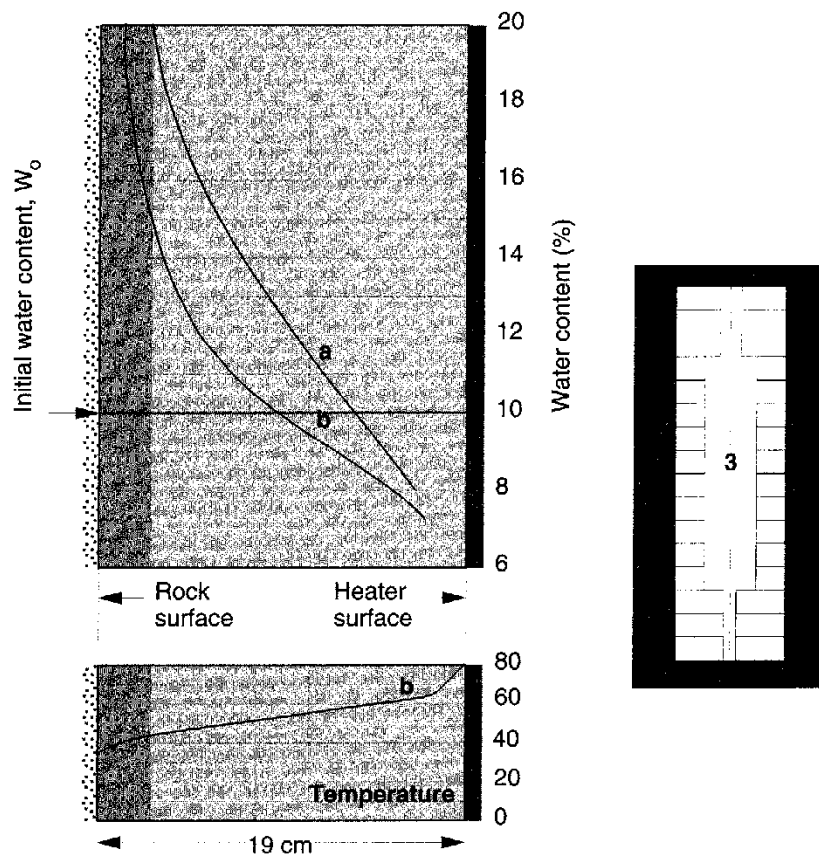 Initial water content, Wo
20
18
16
14
12
10
8
6
Water content (%)
a
b
Rock
surface
Heater
surface
3
80
60
40
20
0
b
Temperature
19 cm